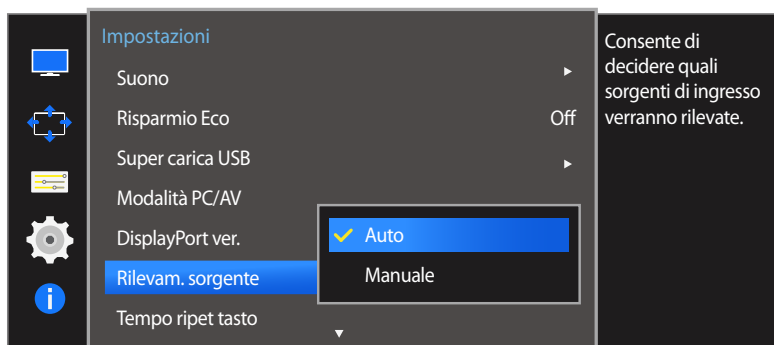 Impostazioni
Suono
Risparmio Eco Off
Super carica USB
Modalità PC/AV
DisplayPort ver.
Rilevam. sorgente
Tempo ripet tasto
Auto
Manuale
Consente di
decidere quali
sorgenti di ingresso
verranno rilevate.